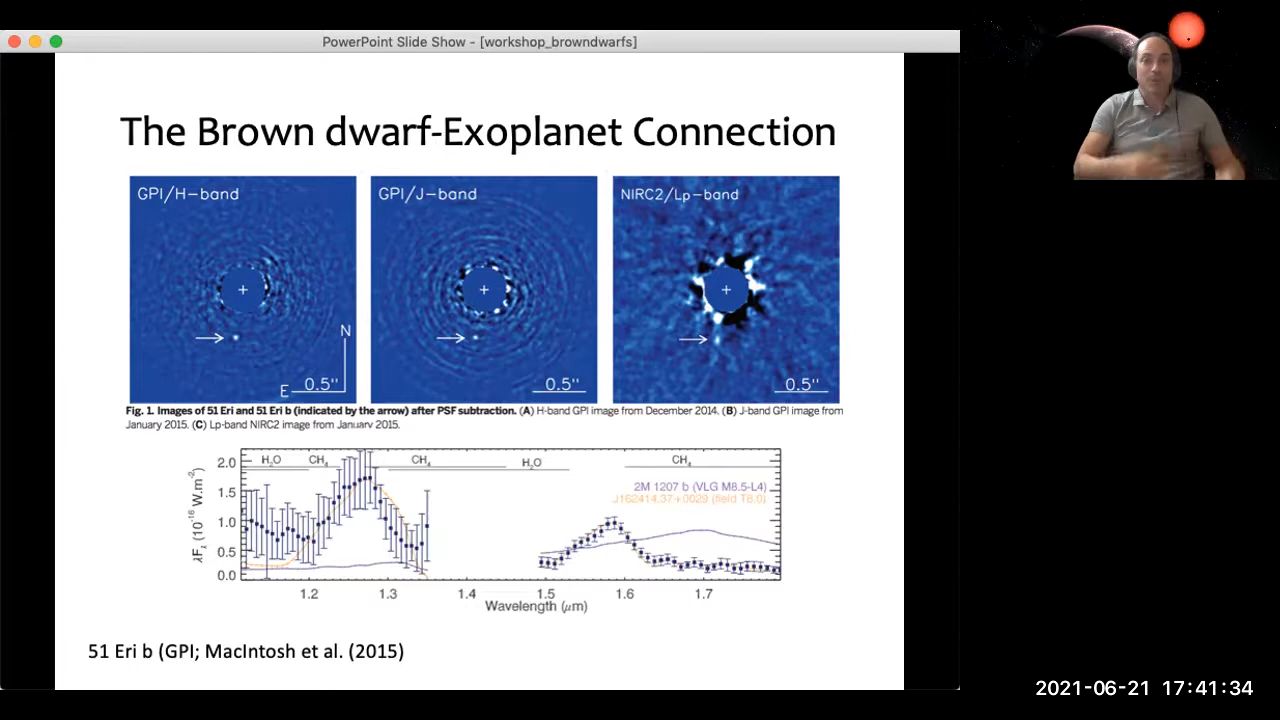 PowerPoint Slide Show - [workshop_browndwarfs]
The Brown dwarf-Exoplanet Connection
GPI/H-band
GPI/J-band
NIRC2/Lp-band
N
E 0.5"
0.5"
0.5"
Fig. 1. Images of 51 Eri and 51 Eri b (indicated by the arrow) after PSF subtraction. (A) H-band GPI image from December 2014. (B) J-band GPI image from
January 2015. (C) Lp-band NIRC2 image from January 2015.
H₂O CH₄ CH₄ H₂O CH₄
2M 1207 b (VLG M8.5-L4)
J162414.37+0029 (field T6.0)
λFλ (10⁻¹⁶ W.m⁻²)
2.0
1.5
1.0
0.5
0.0
1.2 1.3 1.4 1.5 1.6 1.7
Wavelength (μm)
51 Eri b (GPI; MacIntosh et al. (2015)
2021-06-21 17:41:34